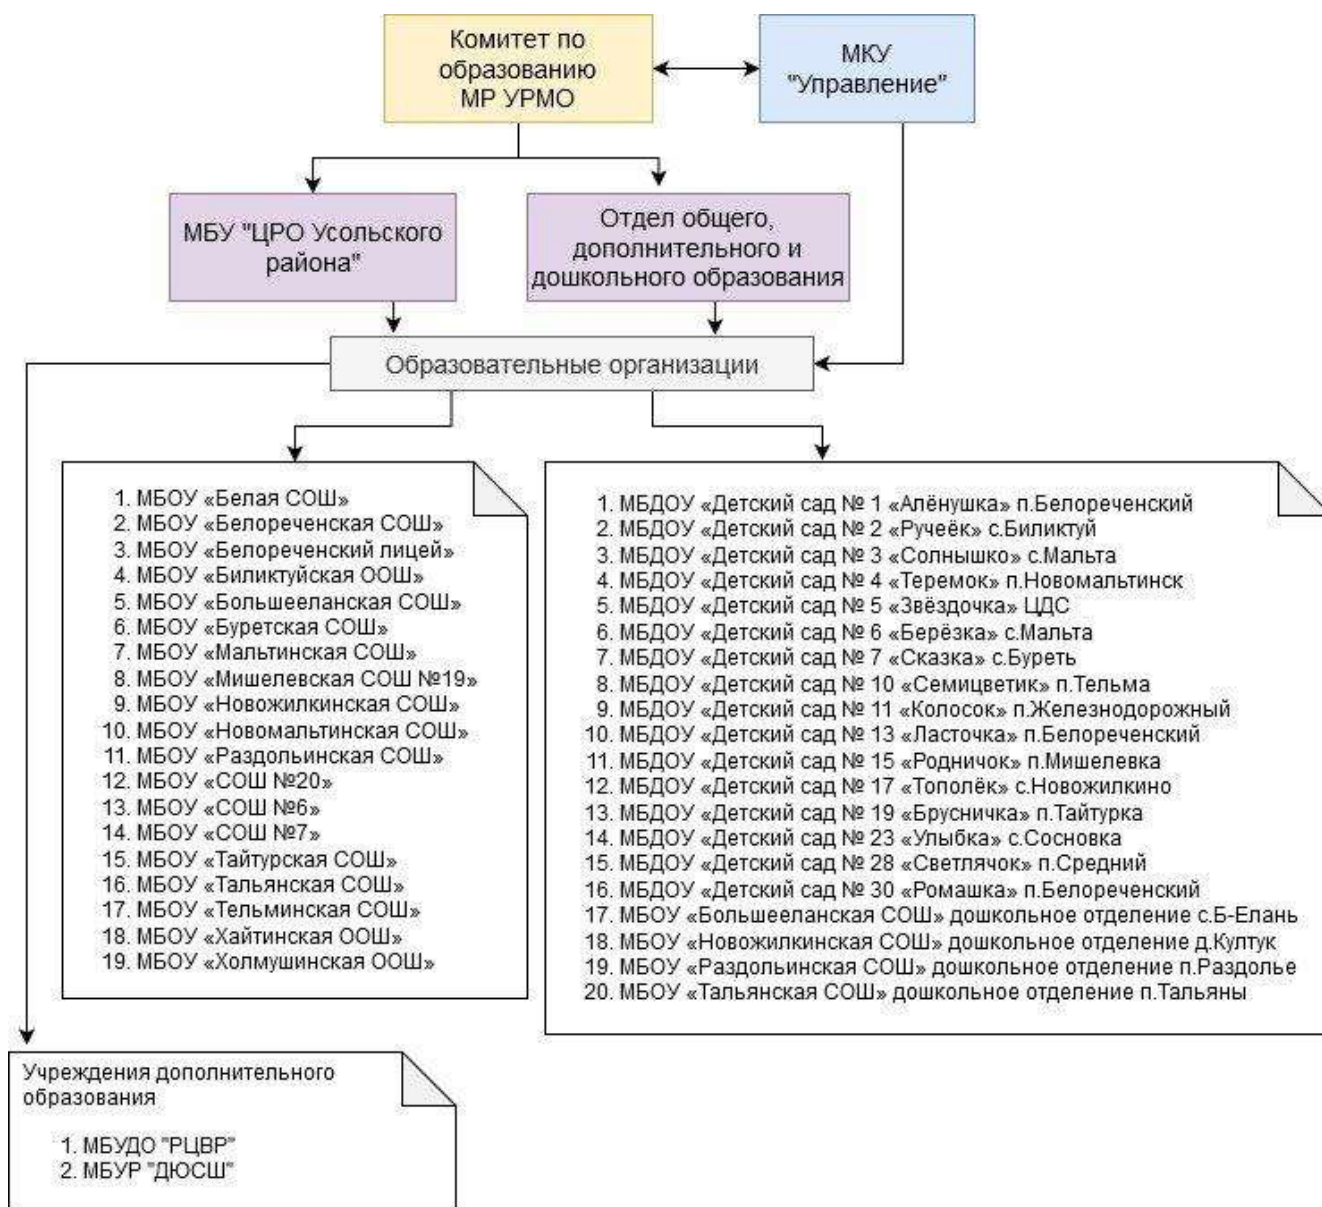 Комитет по
образованию
МР УРМО
МКУ
"Управление"
МБУ "ЦРО Усольского
района"
Отдел общего,
дополнительного и
дошкольного образования
Образовательные организации
1. МБОУ «Белая СОШ»
2. МБОУ «Белореченская СОШ»
3. МБОУ «Белореченский лицей»
4. МБОУ «Биликтуйская ООШ»
5. МБОУ «Большееланская СОШ»
6. МБОУ «Буретская СОШ»
7. МБОУ «Мальтинская СОШ»
8. МБОУ «Мишелевская СОШ №19»
9. МБОУ «Новожилкинская СОШ»
10. МБОУ «Новомальтинская СОШ»
11. МБОУ «Раздольинская СОШ»
12. МБОУ «СОШ №20»
13. МБОУ «СОШ №6»
14. МБОУ «СОШ №7»
15. МБОУ «Тайтурская СОШ»
16. МБОУ «Тальянская СОШ»
17. МБОУ «Тельминская СОШ»
18. МБОУ «Хайтинская ООШ»
19. МБОУ «Холмушинская ООШ»
1. МБДОУ «Детский сад № 1 «Алёнушка» п.Белореченский
2. МБДОУ «Детский сад № 2 «Ручеёк» с.Биликтуй
3. МБДОУ «Детский сад № 3 «Солнышко» с.Мальта
4. МБДОУ «Детский сад № 4 «Теремок» п.Новомальтинск
5. МБДОУ «Детский сад № 5 «Звёздочка» ЦДС
6. МБДОУ «Детский сад № 6 «Берёзка» с.Мальта
7. МБДОУ «Детский сад № 7 «Сказка» с.Буреть
8. МБДОУ «Детский сад № 10 «Семицветик» п.Тельма
9. МБДОУ «Детский сад № 11 «Колосок» п.Железнодорожный
10. МБДОУ «Детский сад № 13 «Ласточка» п.Белореченский
11. МБДОУ «Детский сад № 15 «Родничок» п.Мишелевка
12. МБДОУ «Детский сад № 17 «Тополёк» с.Новожилкино
13. МБДОУ «Детский сад № 19 «Брусничка» п.Тайтурка
14. МБДОУ «Детский сад № 23 «Улыбка» с.Сосновка
15. МБДОУ «Детский сад № 28 «Светлячок» п.Средний
16. МБДОУ «Детский сад № 30 «Ромашка» п.Белореченский
17. МБОУ «Большееланская СОШ» дошкольное отделение с.Б-Елань
18. МБОУ «Новожилкинская СОШ» дошкольное отделение д.Култук
19. МБОУ «Раздольинская СОШ» дошкольное отделение п.Раздолье
20. МБОУ «Тальянская СОШ» дошкольное отделение п.Тальяны
Учреждения дополнительного
образования
1. МБУДО "РЦВР"
2. МБУР "ДЮСШ"